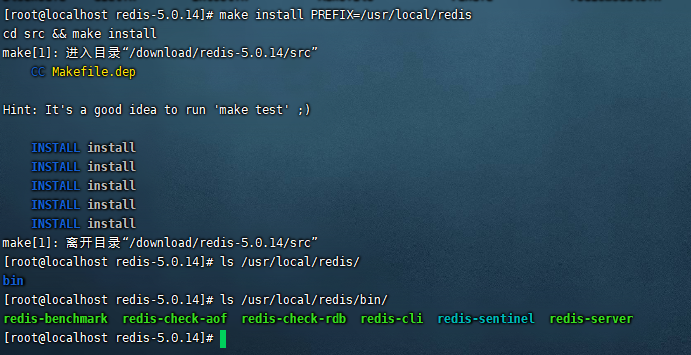 [root@localhost redis-5.0.14]# make install PREFIX=/usr/local/redis
cd src && make install
make[1]: 进入目录“/download/redis-5.0.14/src”
    CC Makefile.dep
Hint: It's a good idea to run 'make test' ;)
    INSTALL install
    INSTALL install
    INSTALL install
    INSTALL install
    INSTALL install
make[1]: 离开目录“/download/redis-5.0.14/src”
[root@localhost redis-5.0.14]# ls /usr/local/redis/
bin
[root@localhost redis-5.0.14]# ls /usr/local/redis/bin/
redis-benchmark  redis-check-aof  redis-check-rdb  redis-cli  redis-sentinel  redis-server
[root@localhost redis-5.0.14]#